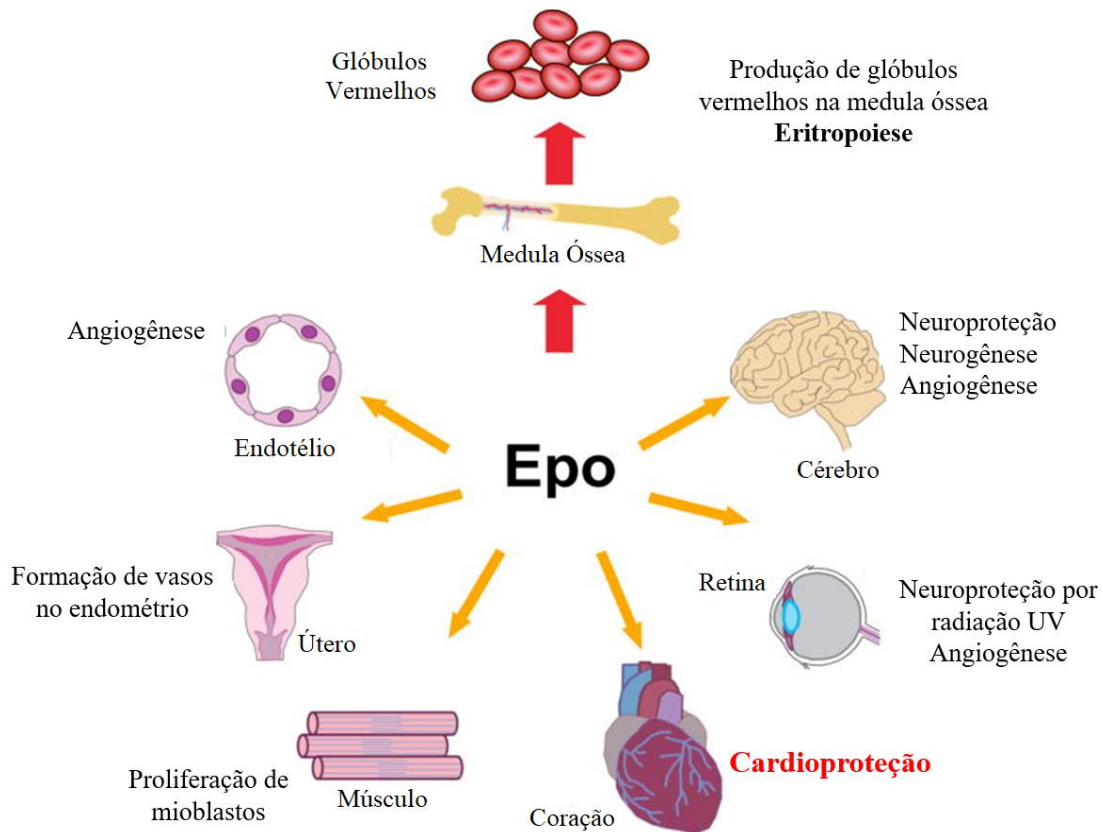 Glóbulos
Vermelhos
Produção de glóbulos
vermelhos na medula óssea
Eritropoiese
Medula Óssea
Angiogênese
Endotélio
Neuroproteção
Neurogênese
Angiogênese
Cérebro
Epo
Formação de vasos
no endométrio
Útero
Retina
Neuroproteção por
radiação UV
Angiogênese
Proliferação de
mioblastos
Músculo
Coração
Cardioproteção